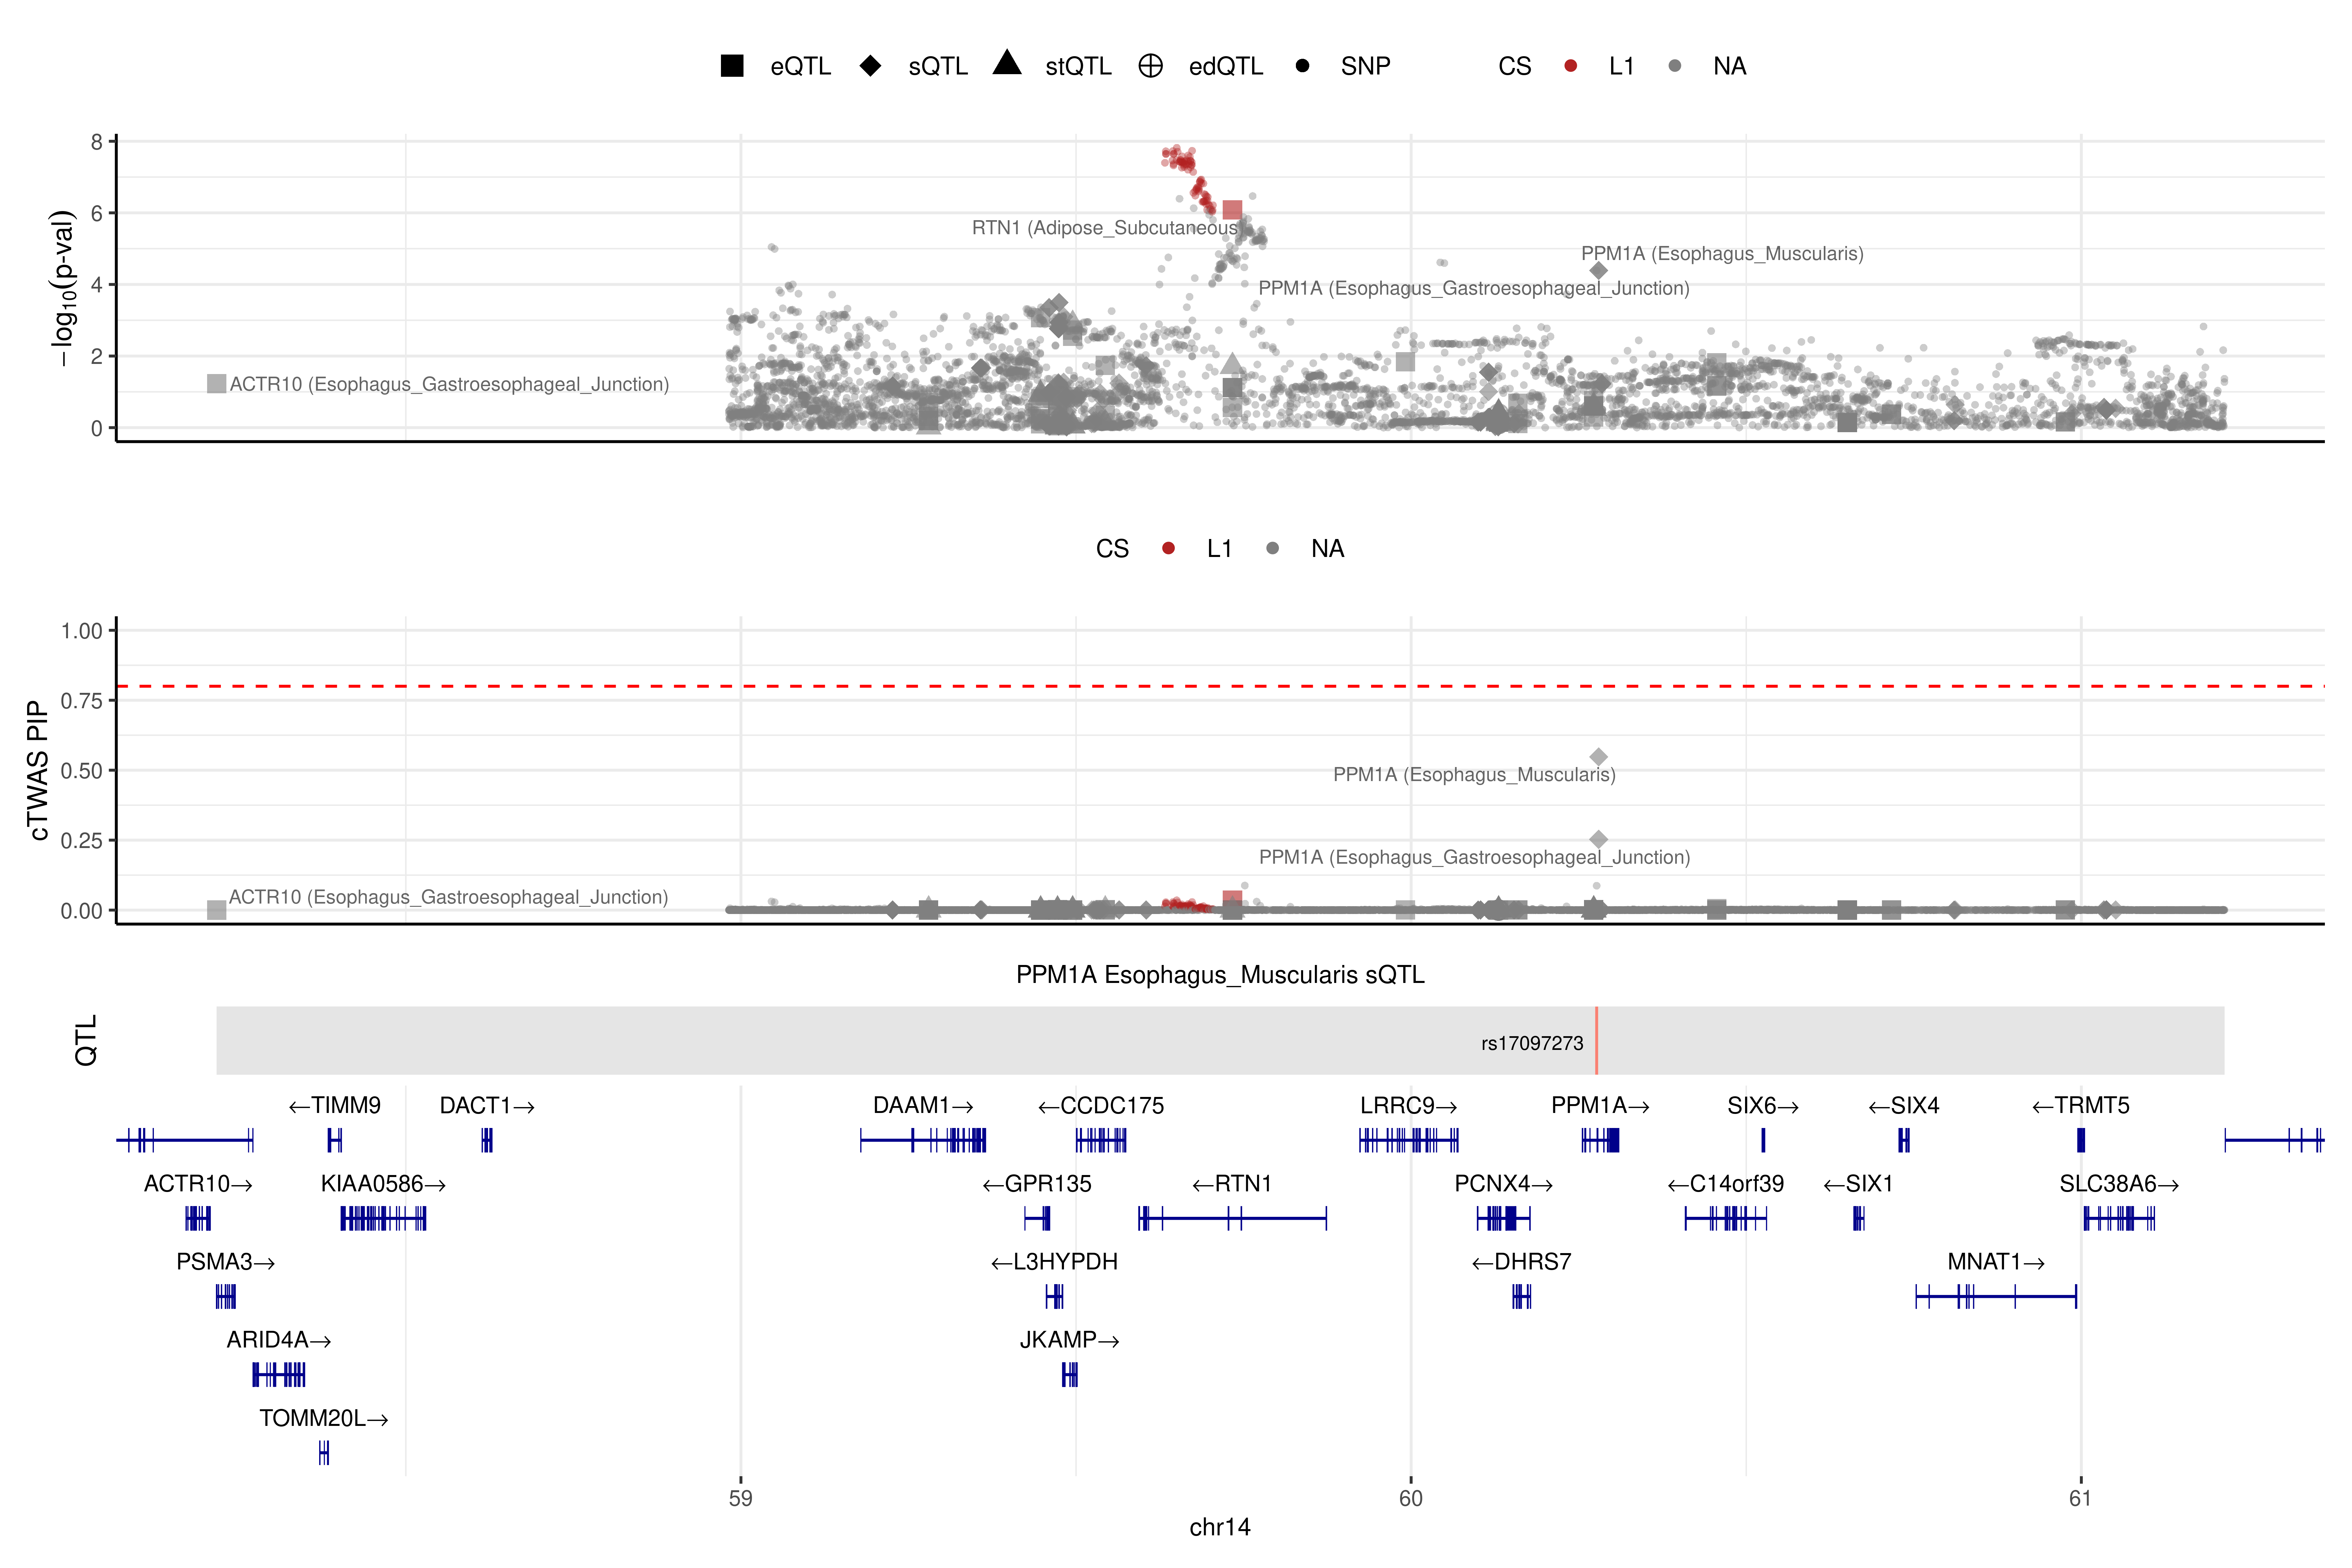 eQTL sQTL stQTL edQTL SNP CS L1 NA
8
6
4
2
0
−log10(p-val)
RTN1 (Adipose_Subcutaneous)
PPM1A (Esophagus_Muscularis)
PPM1A (Esophagus_Gastroesophageal_Junction)
ACTR10 (Esophagus_Gastroesophageal_Junction)
CS L1 NA
1.00
0.75
0.50
0.25
0.00
cTWAS PIP
PPM1A (Esophagus_Muscularis)
PPM1A (Esophagus_Gastroesophageal_Junction)
ACTR10 (Esophagus_Gastroesophageal_Junction)
PPM1A Esophagus_Muscularis sQTL
QTL
rs17097273
←TIMM9 DACT1→ DAAM1→ ←CCDC175 LRRC9→ PPM1A→ SIX6→ ←SIX4 ←TRMT5
ACTR10→ KIAA0586→ ←GPR135 ←RTN1 PCNX4→ ←C14orf39 ←SIX1 SLC38A6→
PSMA3→ ←L3HYPDH ←DHRS7 MNAT1→
ARID4A→ JKAMP→
TOMM20L→
59 60 61
chr14